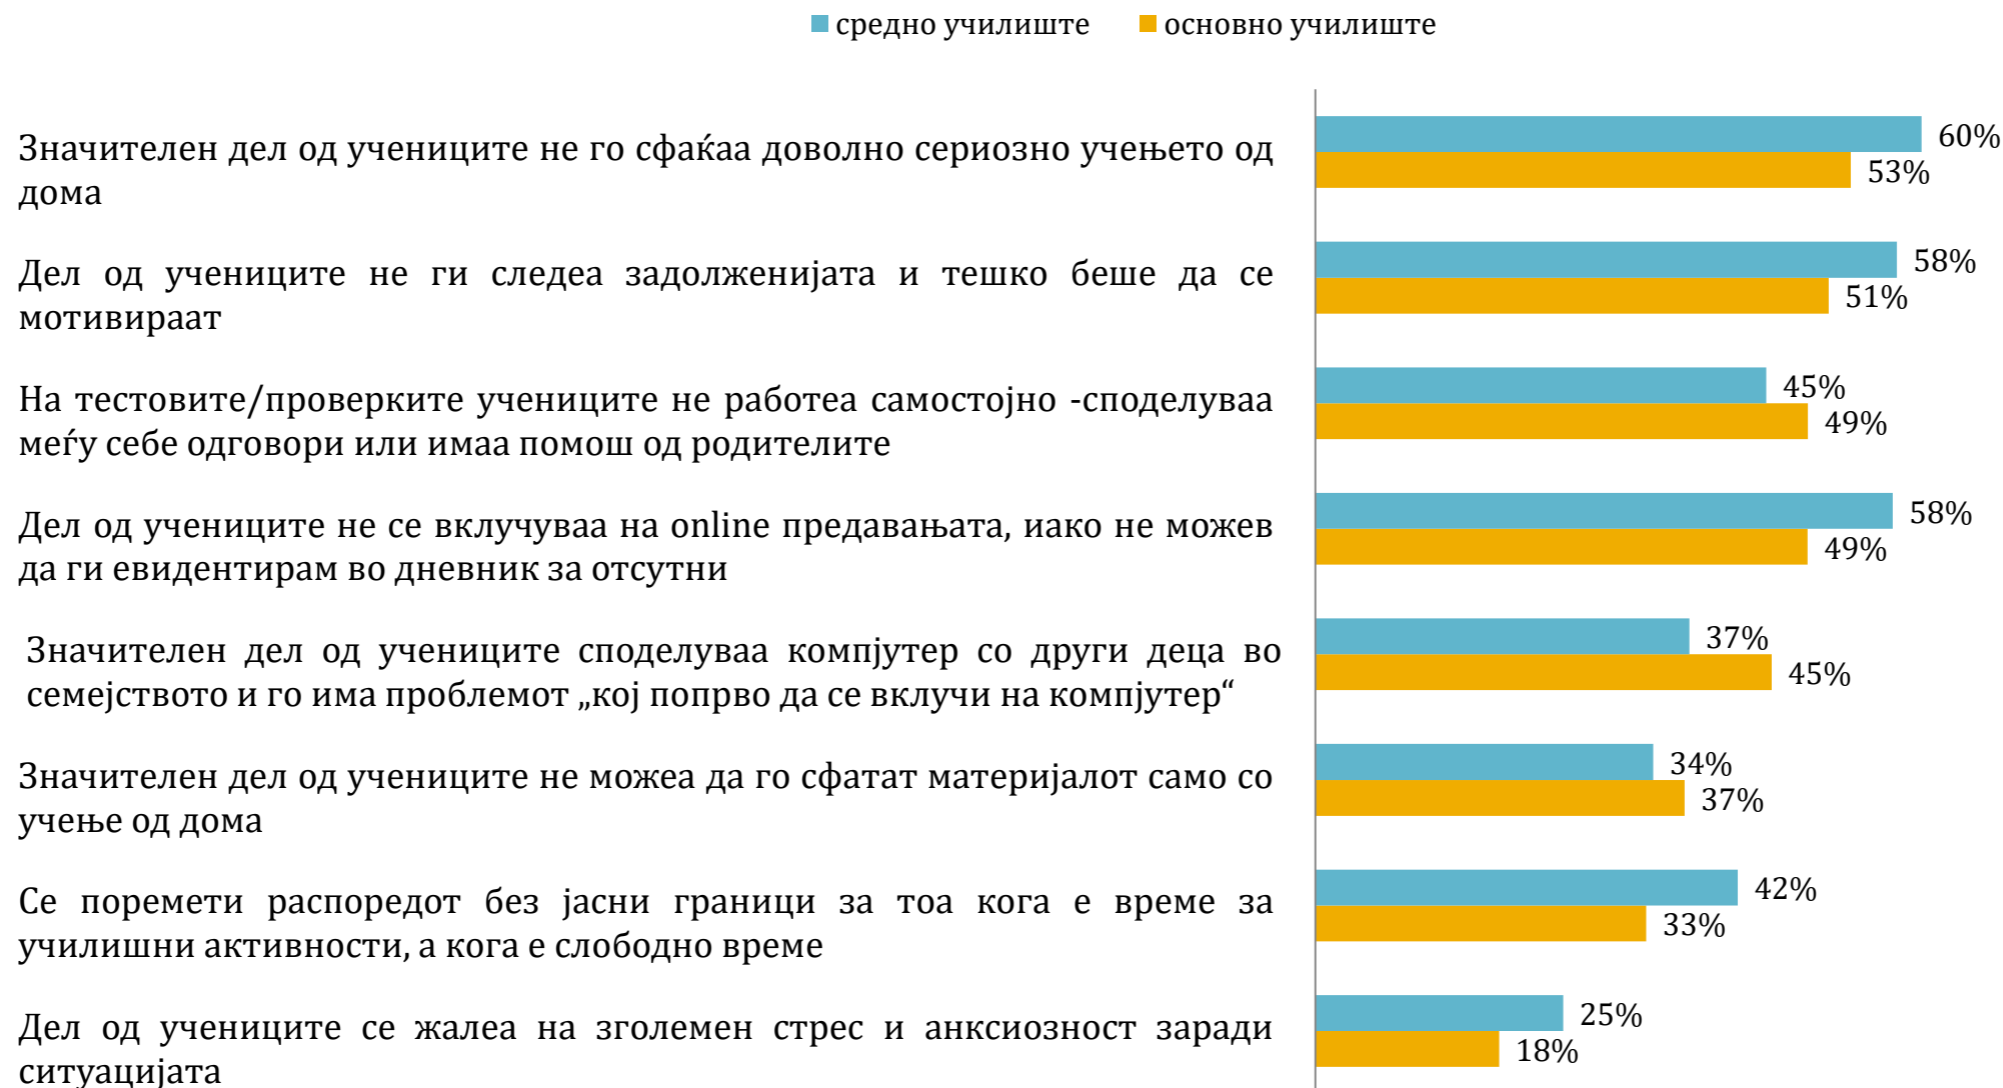 средно училиште основно училиште
Значителен дел од учениците не го сфаќаа доволно сериозно учењето од
дома
60%
53%
Дел од учениците не ги следеа задолженијата и тешко беше да се
мотивираат
58%
51%
На тестовите/проверките учениците не работеа самостојно -споделуваа
меѓу себе одговори или имаа помош од родителите
45%
49%
Дел од учениците не се вклучуваа на online предавањата, иако не можев
да ги евидентирам во дневник за отсутни
58%
49%
Значителен дел од учениците споделуваа компјутер со други деца во
семејството и го има проблемот „кој попрво да се вклучи на компјутер“
37%
45%
Значителен дел од учениците не можеа да го сфатат материјалот само со
учење од дома
34%
37%
Се поремети распоредот без јасни граници за тоа кога е време за
училишни активности, а кога е слободно време
42%
33%
Дел од учениците се жалеа на зголемен стрес и анксиозност заради
ситуацијата
25%
18%